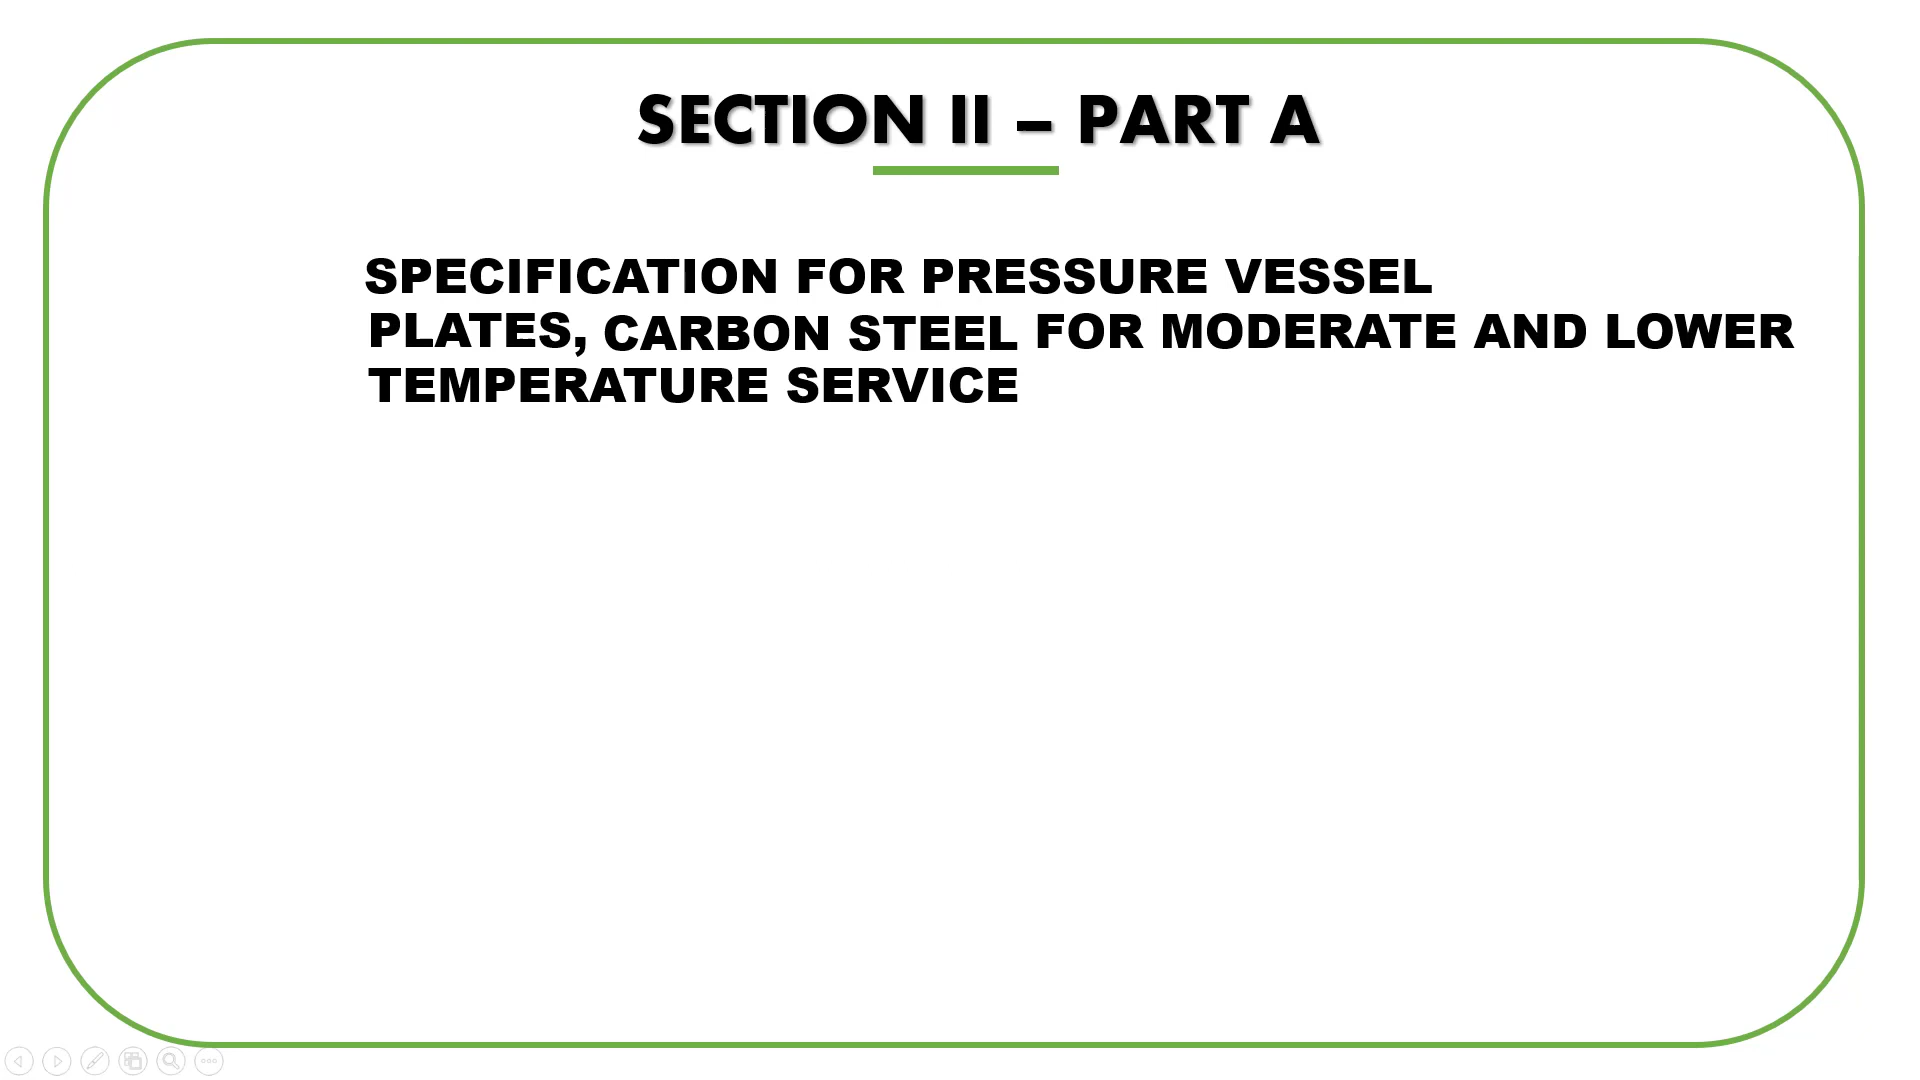 SECTION II – PART A
SPECIFICATION FOR PRESSURE VESSEL
PLATES, CARBON STEEL FOR MODERATE AND LOWER
TEMPERATURE SERVICE